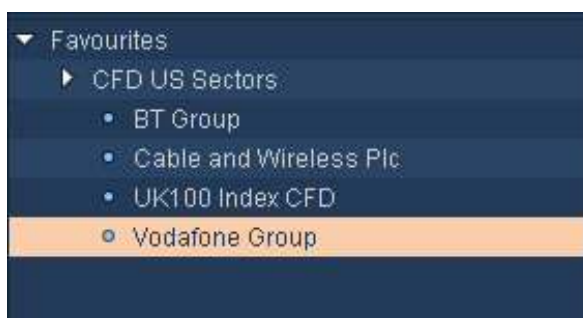 Favourites
CFD US Sectors
BT Group
Cable and Wireless Plc
UK100 Index CFD
Vodafone Group